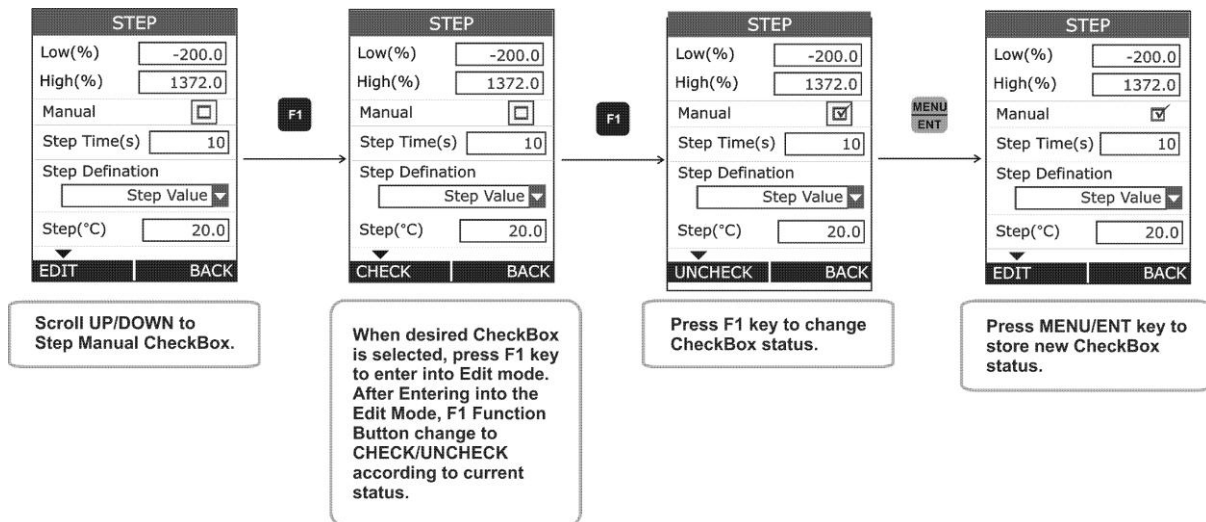 STEP
Low(%) -200.0
High(%) 1372.0
Manual
Step Time(s) 10
Step Defination
Step Value
Step(°C) 20.0
EDIT BACK
Scroll UP/DOWN to
Step Manual CheckBox.
F1
STEP
Low(%) -200.0
High(%) 1372.0
Manual
Step Time(s) 10
Step Defination
Step Value
Step(°C) 20.0
CHECK BACK
When desired CheckBox
is selected, press F1 key
to enter into Edit mode.
After Entering into the
Edit Mode, F1 Function
Button change to
CHECK/UNCHECK
according to current
status.
F1
STEP
Low(%) -200.0
High(%) 1372.0
Manual
Step Time(s) 10
Step Defination
Step Value
Step(°C) 20.0
UNCHECK BACK
Press F1 key to change
CheckBox status.
MENU
ENT
STEP
Low(%) -200.0
High(%) 1372.0
Manual
Step Time(s) 10
Step Defination
Step Value
Step(°C) 20.0
EDIT BACK
Press MENU/ENT key to
store new CheckBox
status.